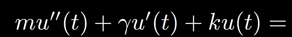 mu′′(t) + γu′(t) + ku(t) =